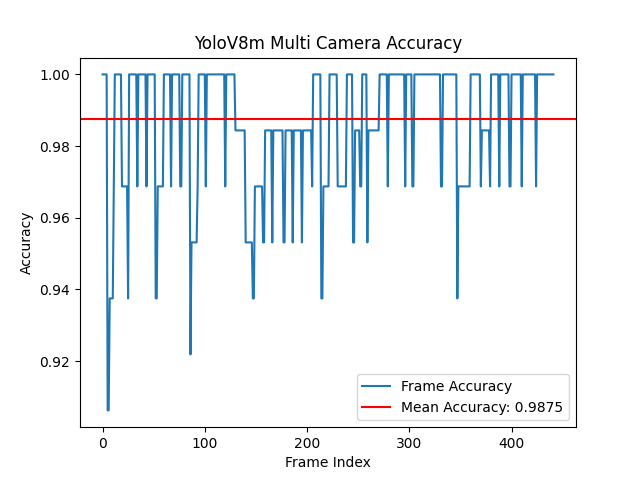 YoloV8m Multi Camera Accuracy
Accuracy
1.00
0.98
0.96
0.94
0.92
Frame Accuracy
Mean Accuracy: 0.9875
0 100 200 300 400
Frame Index